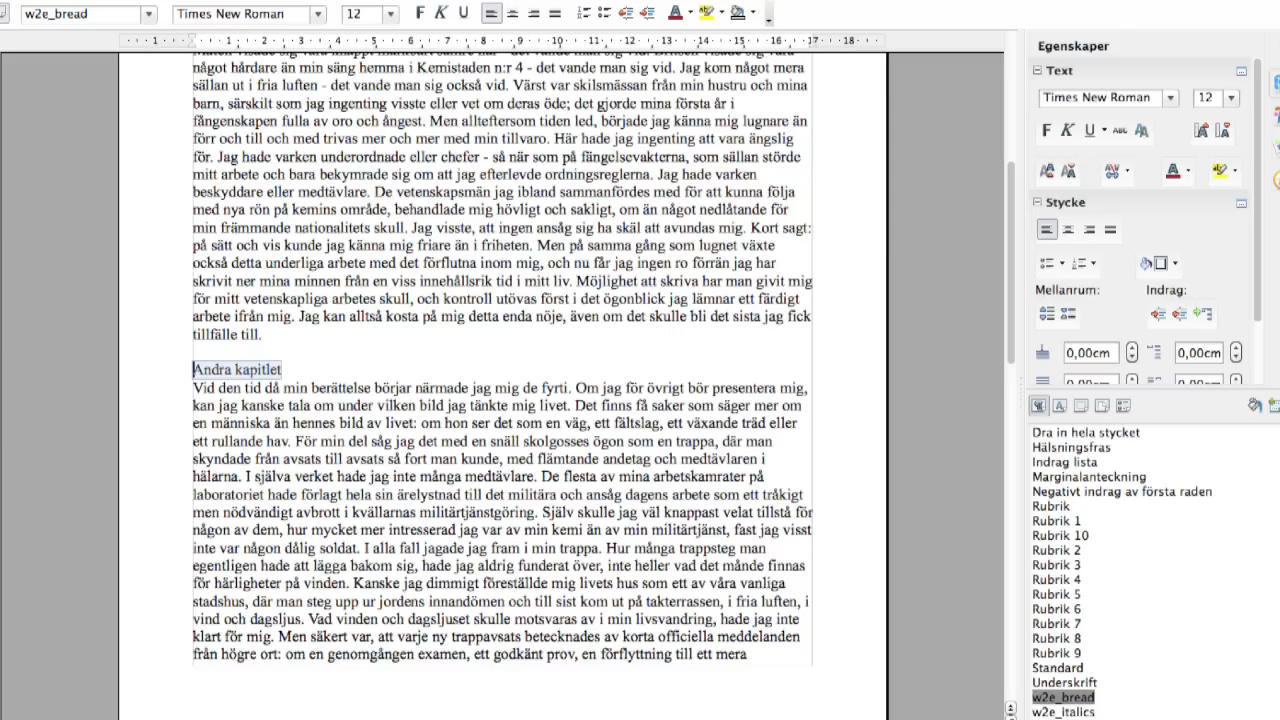 w2e_bread Times New Roman 12 F K U
1 1 2 3 4 5 6 7 8 9 10 11 12 13 14 15 16 17 18
något hårdare än min säng hemma i Kemistaden n:r 4 - det vande man sig vid. Jag kom något mera
sällan ut i fria luften - det vande man sig också vid. Värst var skilsmässan från min hustru och mina
barn, särskilt som jag ingenting visste eller vet om deras öde; det gjorde mina första år i
fångenskapen fulla av oro och ångest. Men allteftersom tiden led, började jag känna mig lugnare än
förr och till och med trivas mer och mer med min tillvaro. Här hade jag ingenting att vara ängslig
för. Jag hade varken underordnade eller chefer - så när som på fängelsevakterna, som sällan störde
mitt arbete och bara bekymrade sig om att jag efterlevde ordningsreglerna. Jag hade varken
beskyddare eller medtävlare. De vetenskapsmän jag ibland sammanfördes med för att kunna följa
med nya rön på kemins område, behandlade mig hövligt och sakligt, om än något nedlåtande för
min främmande nationalitets skull. Jag visste, att ingen ansåg sig ha skäl att avundas mig. Kort sagt:
på sätt och vis kunde jag känna mig friare än i friheten. Men på samma gång som lugnet växte
också detta underliga arbete med det förflutna inom mig, och nu får jag ingen ro förrän jag har
skrivit ner mina minnen från en viss innehållsrik tid i mitt liv. Möjlighet att skriva har man givit mig
för mitt vetenskapliga arbetes skull, och kontroll utövas först i det ögonblick jag lämnar ett färdigt
arbete ifrån mig. Jag kan alltså kosta på mig detta enda nöje, även om det skulle bli det sista jag fick
tillfälle till.
Andra kapitlet
Vid den tid då min berättelse börjar närmade jag mig de fyrti. Om jag för övrigt bör presentera mig,
kan jag kanske tala om under vilken bild jag tänkte mig livet. Det finns få saker som säger mer om
en människa än hennes bild av livet: om hon ser det som en väg, ett fältslag, ett växande träd eller
ett rullande hav. För min del såg jag det med en snäll skolgosses ögon som en trappa, där man
skyndade från avsats till avsats så fort man kunde, med flämtande andetag och medtävlaren i
hälarna. I själva verket hade jag inte många medtävlare. De flesta av mina arbetskamrater på
laboratoriet hade förlagt hela sin ärelystnad till det militära och ansåg dagens arbete som ett tråkigt
men nödvändigt avbrott i kvällarnas militärtjänstgöring. Själv skulle jag väl knappast velat tillstå för
någon av dem, hur mycket mer intresserad jag var av min kemi än av min militärtjänst, fast jag visst
inte var någon dålig soldat. I alla fall jagade jag fram i min trappa. Hur många trappsteg man
egentligen hade att lägga bakom sig, hade jag aldrig funderat över, inte heller vad det månde finnas
för härligheter på vinden. Kanske jag dimmigt föreställde mig livets hus som ett av våra vanliga
stadshus, där man steg upp ur jordens innandömen och till sist kom ut på takterrassen, i fria luften, i
vind och dagsljus. Vad vinden och dagsljuset skulle motsvaras av i min livsvandring, hade jag inte
klart för mig. Men säkert var, att varje ny trappavsats betecknades av korta officiella meddelanden
från högre ort: om en genomgången examen, ett godkänt prov, en förflyttning till ett mera
Egenskaper
Text
Times New Roman 12
F K U ABC
Stycke
Mellanrum: Indrag:
0,00cm 0,00cm
Dra in hela stycket
Hälsningsfras
Indrag lista
Marginalanteckning
Negativt indrag av första raden
Rubrik
Rubrik 1
Rubrik 10
Rubrik 2
Rubrik 3
Rubrik 4
Rubrik 5
Rubrik 6
Rubrik 7
Rubrik 8
Rubrik 9
Standard
Underskrift
w2e_bread
w2e_italics